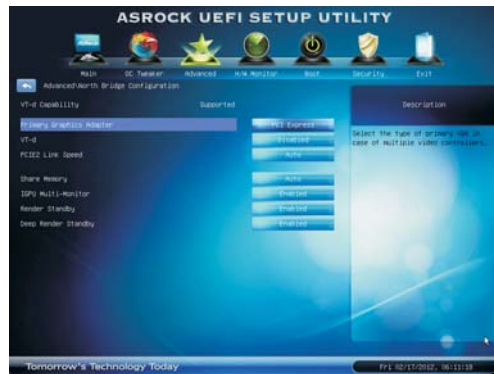 ASROCK UEFI SETUP UTILITY
Main OC Tweaker Advanced H/W Monitor Boot Security Exit
Advanced\North Bridge Configuration
VT-d Capability Supported
Primary Graphics Adapter PCI Express
VT-d Disabled
PCIE2 Link Speed Auto
Share Memory Auto
IGPU Multi-Monitor Enabled
Render Standby Enabled
Deep Render Standby Enabled
Description
Select the type of primary VGA in
case of multiple video controllers.
Tomorrow's Technology Today
Fri 02/17/2012, 06:11:18